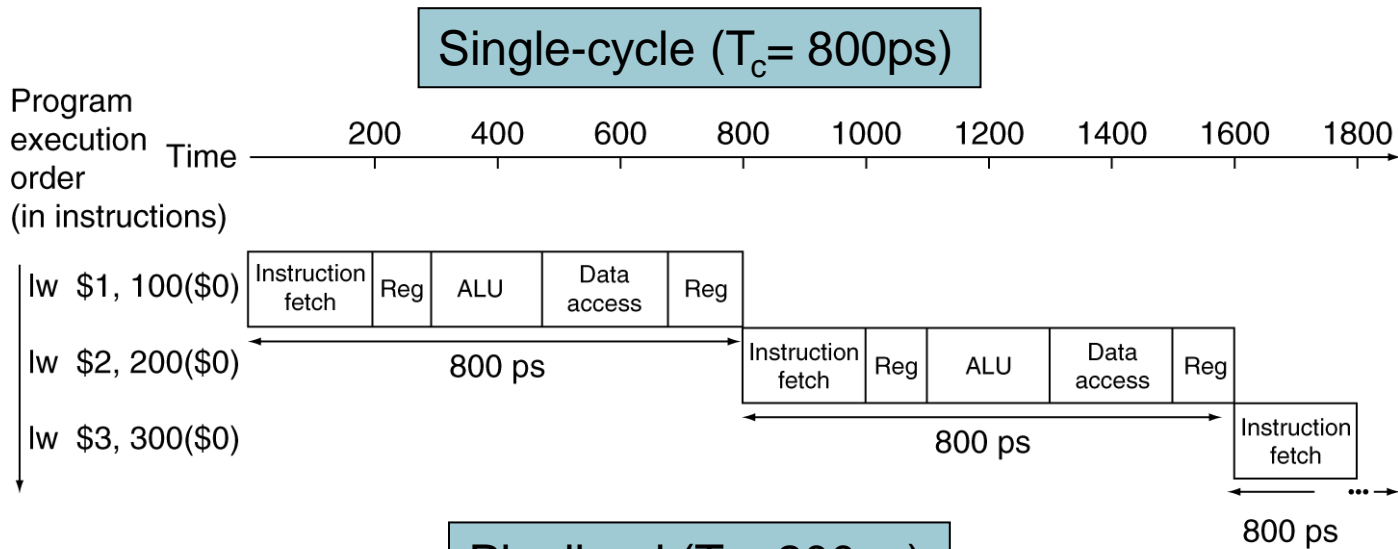 Single-cycle (Tc= 800ps)
Program
execution
order
(in instructions)
Time
200 400 600 800 1000 1200 1400 1600 1800
lw $1, 100($0)
Instruction
fetch
Reg
ALU
Data
access
Reg
800 ps
lw $2, 200($0)
Instruction
fetch
Reg
ALU
Data
access
Reg
800 ps
lw $3, 300($0)
Instruction
fetch
...
800 ps